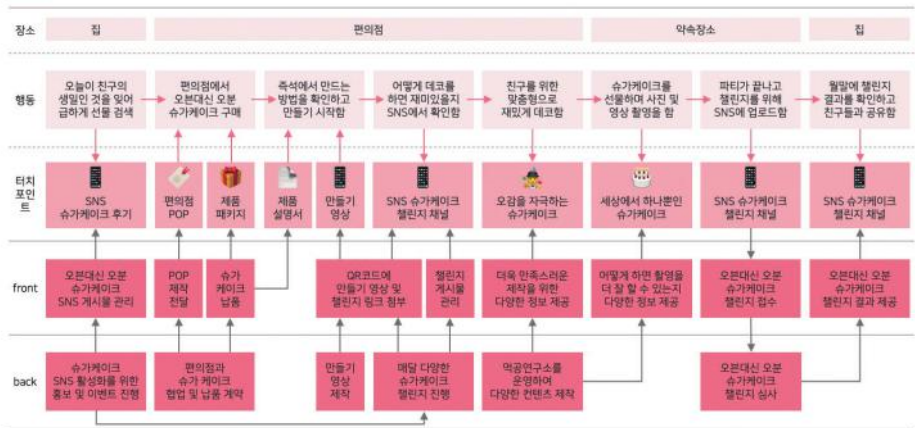 장소
집
편의점
약속장소
집
행동
오늘이 친구의
생일인 것을 잊어
급하게 선물 검색
편의점에서
오븐대신 오분
슈가케이크 구매
즉석에서 만드는
방법을 확인하고
만들기 시작함
어떻게 데코를
하면 재미있을지
SNS에서 확인함
친구를 위한
맞춤형으로
재밌게 데코함
슈가케이크를
선물하며 사진 및
영상 촬영을 함
파티가 끝나고
챌린지를 위해
SNS에 업로드함
월말에 챌린지
결과를 확인하고
친구들과 공유함
터치
포인
트
SNS
슈가케이크 후기
편의점
POP
제품
패키지
제품
설명서
만들기
영상
SNS 슈가케이크
챌린지 채널
오감을 자극하는
슈가케이크
세상에서 하나뿐인
슈가케이크
SNS 슈가케이크
챌린지 채널
SNS 슈가케이크
챌린지 채널
front
오븐대신 오분
슈가케이크
SNS 게시물 관리
POP
제작
전달
슈가
케이크
납품
QR코드에
만들기 영상 및
챌린지 링크 첨부
챌린지
게시물
관리
더욱 만족스러운
제작을 위한
다양한 정보 제공
어떻게하면 촬영을
더 잘 할 수 있는지
다양한 정보 제공
오븐대신 오분
슈가케이크
챌린지 접수
오븐대신 오분
슈가케이크
챌린지 결과 제공
back
슈가케이크
SNS 활성화를 위한
홍보 및 이벤트 진행
편의점과
슈가 케이크
협업 및 납품 계약
만들기
영상
제작
매달 다양한
슈가케이크
챌린지 진행
먹공연구소를
운영하여
다양한 컨텐츠 제작
오븐대신 오분
슈가케이크
챌린지 심사